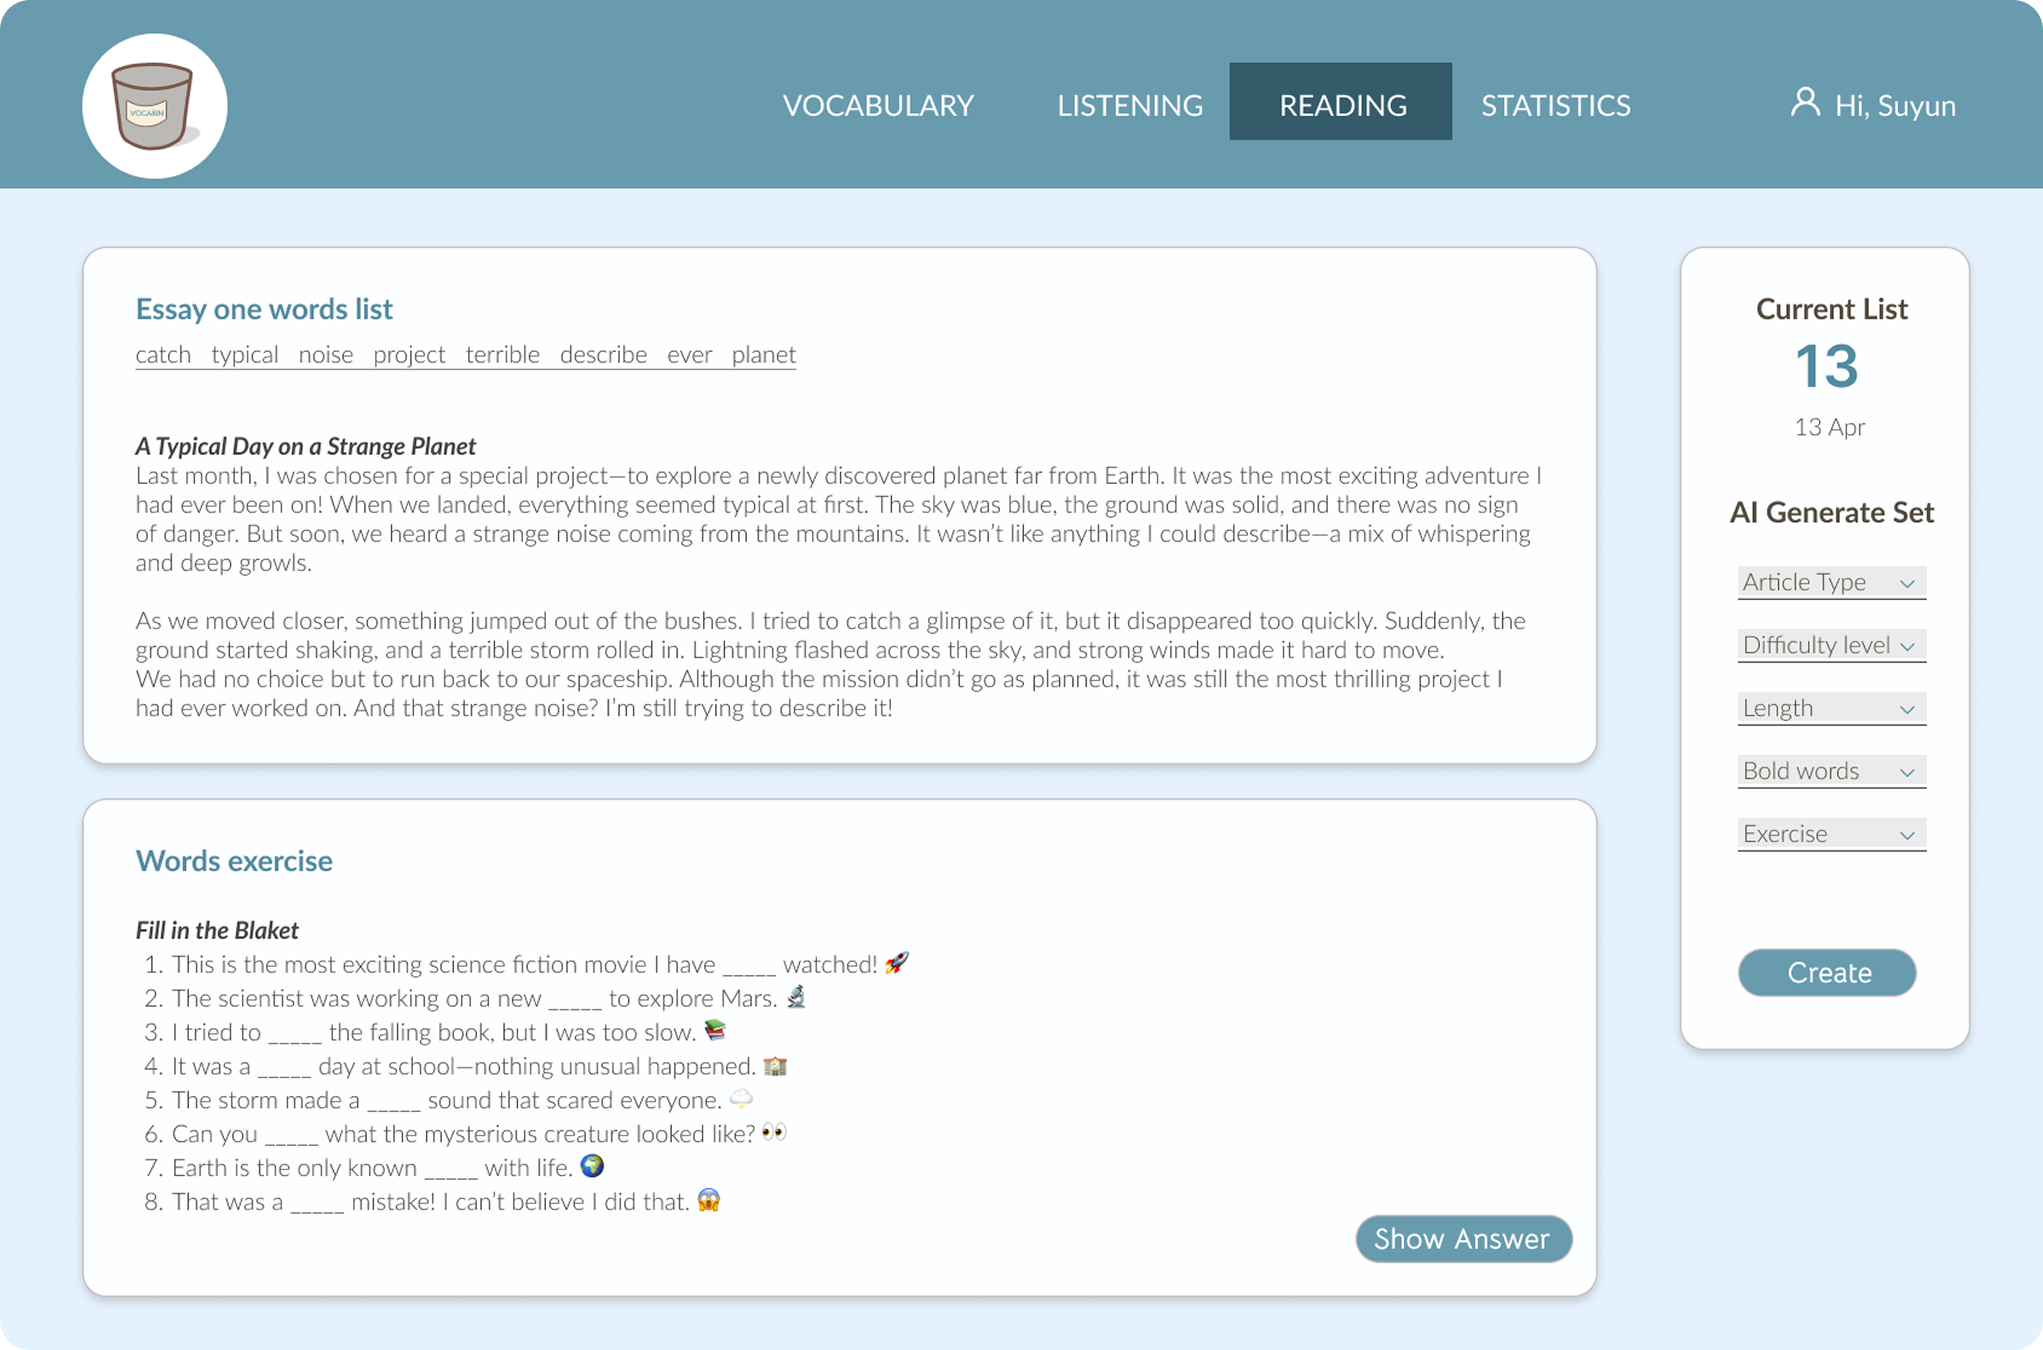 VOCABIN
VOCABULARY
LISTENING
READING
STATISTICS
Hi, Suyun
Essay one words list
catch typical noise project terrible describe ever planet
A Typical Day on a Strange Planet
Last month, I was chosen for a special project—to explore a newly discovered planet far from Earth. It was the most exciting adventure I
had ever been on! When we landed, everything seemed typical at first. The sky was blue, the ground was solid, and there was no sign
of danger. But soon, we heard a strange noise coming from the mountains. It wasn’t like anything I could describe—a mix of whispering
and deep growls.
As we moved closer, something jumped out of the bushes. I tried to catch a glimpse of it, but it disappeared too quickly. Suddenly, the
ground started shaking, and a terrible storm rolled in. Lightning flashed across the sky, and strong winds made it hard to move.
We had no choice but to run back to our spaceship. Although the mission didn’t go as planned, it was still the most thrilling project I
had ever worked on. And that strange noise? I’m still trying to describe it!
Words exercise
Fill in the Blaket
1. This is the most exciting science fiction movie I have _____ watched! 🚀
2. The scientist was working on a new _____ to explore Mars. 🔬
3. I tried to _____ the falling book, but I was too slow. 📚
4. It was a _____ day at school—nothing unusual happened. 🏫
5. The storm made a _____ sound that scared everyone. 🌩
6. Can you _____ what the mysterious creature looked like? 👀
7. Earth is the only known _____ with life. 🌍
8. That was a _____ mistake! I can’t believe I did that. 😱
Show Answer
Current List
13
13 Apr
AI Generate Set
Article Type
Difficulty level
Length
Bold words
Exercise
Create